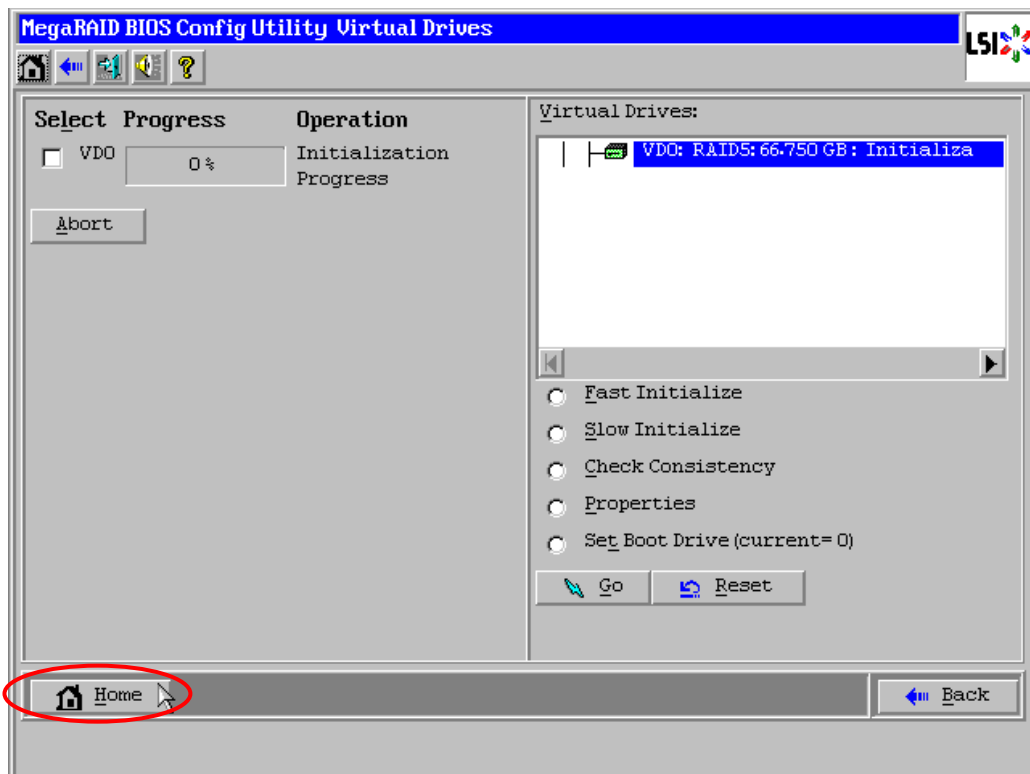 MegaRAID BIOS Config Utility Virtual Drives
LSI
Select Progress Operation
VD0 0% Initialization
Progress
Abort
Virtual Drives:
VD0: RAID5: 66.750 GB: Initializa
Fast Initialize
Slow Initialize
Check Consistency
Properties
Set Boot Drive (current= 0)
Go Reset
Home
Back